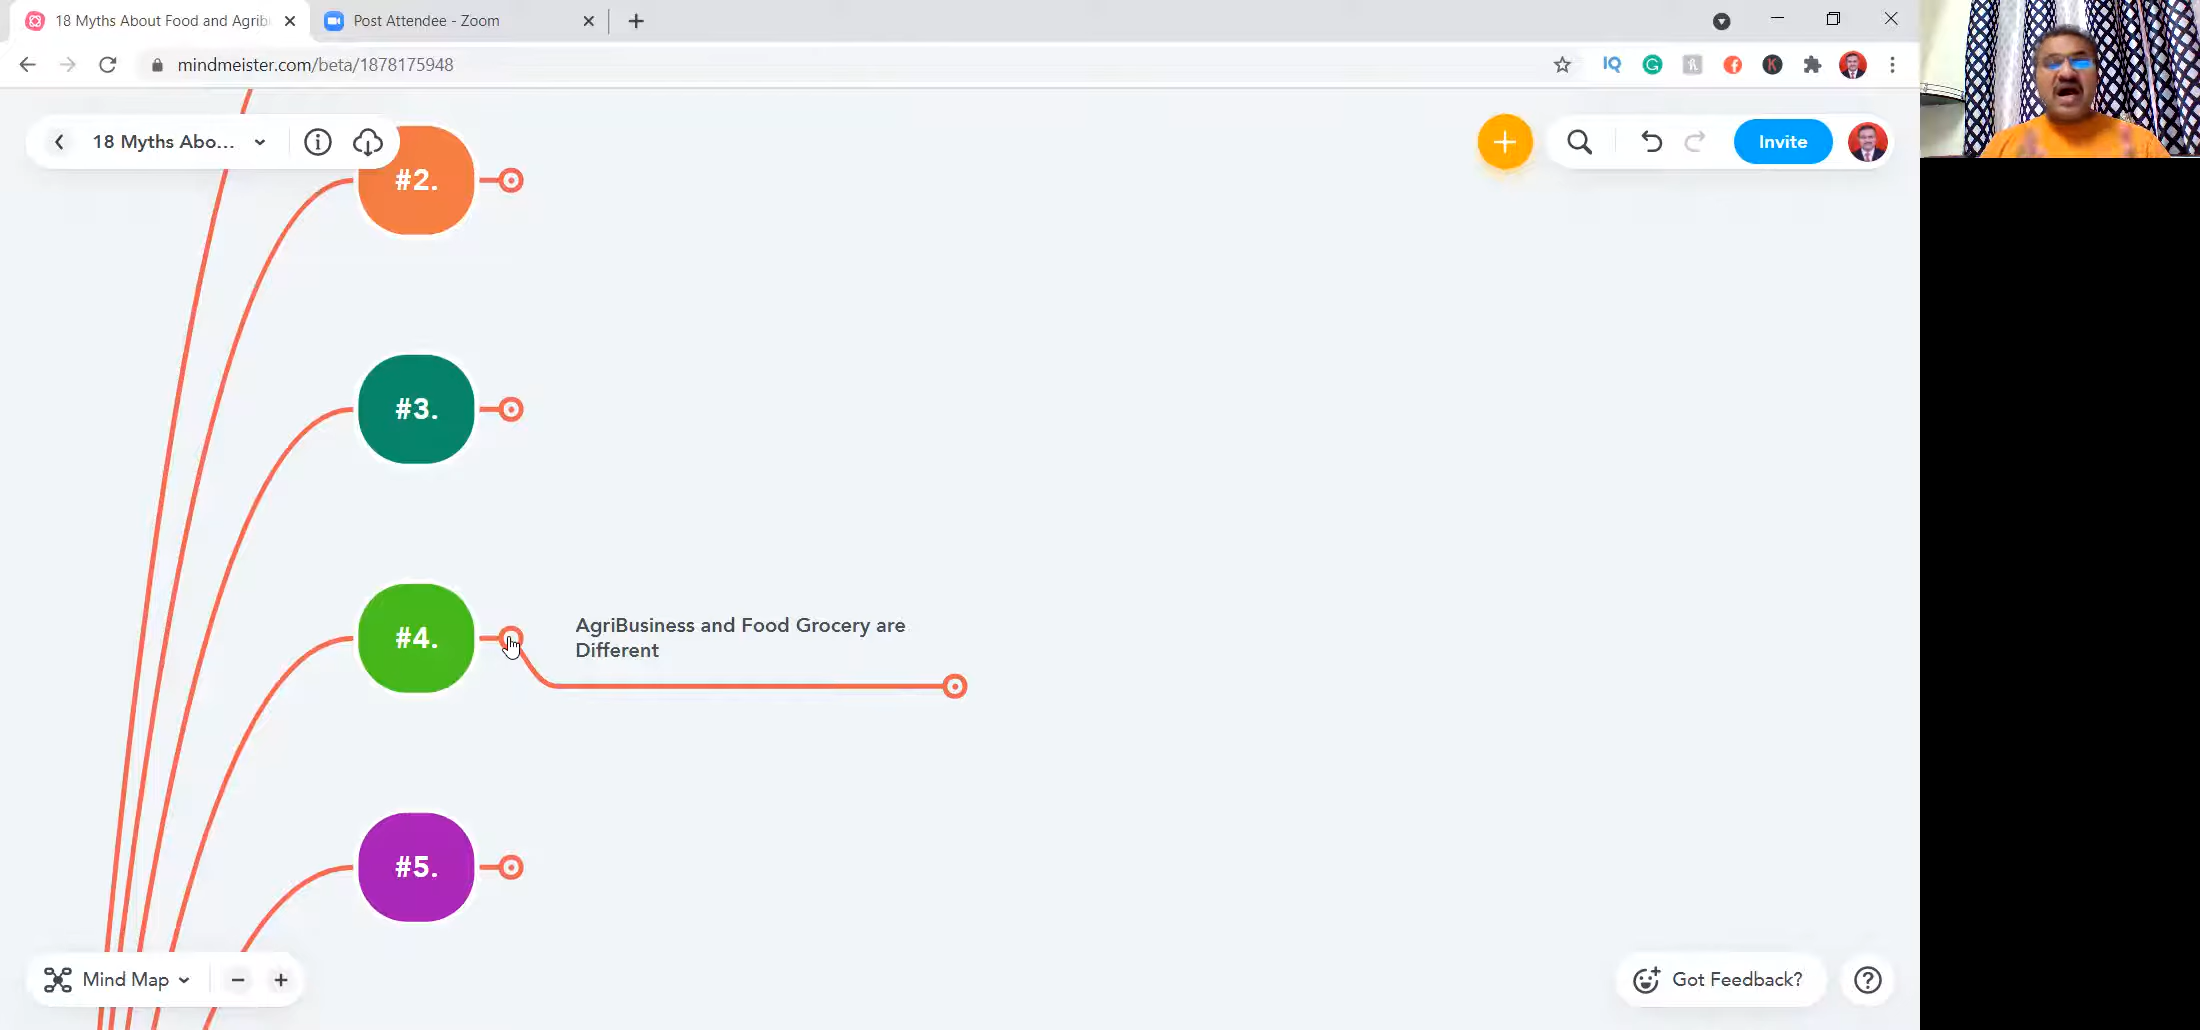 18 Myths About Food and Agrib
Post Attendee - Zoom
mindmeister.com/beta/1878175948
IQ
18 Myths Abo...
Invite
#2.
#3.
#4.
AgriBusiness and Food Grocery are
Different
#5.
Mind Map
Got Feedback?